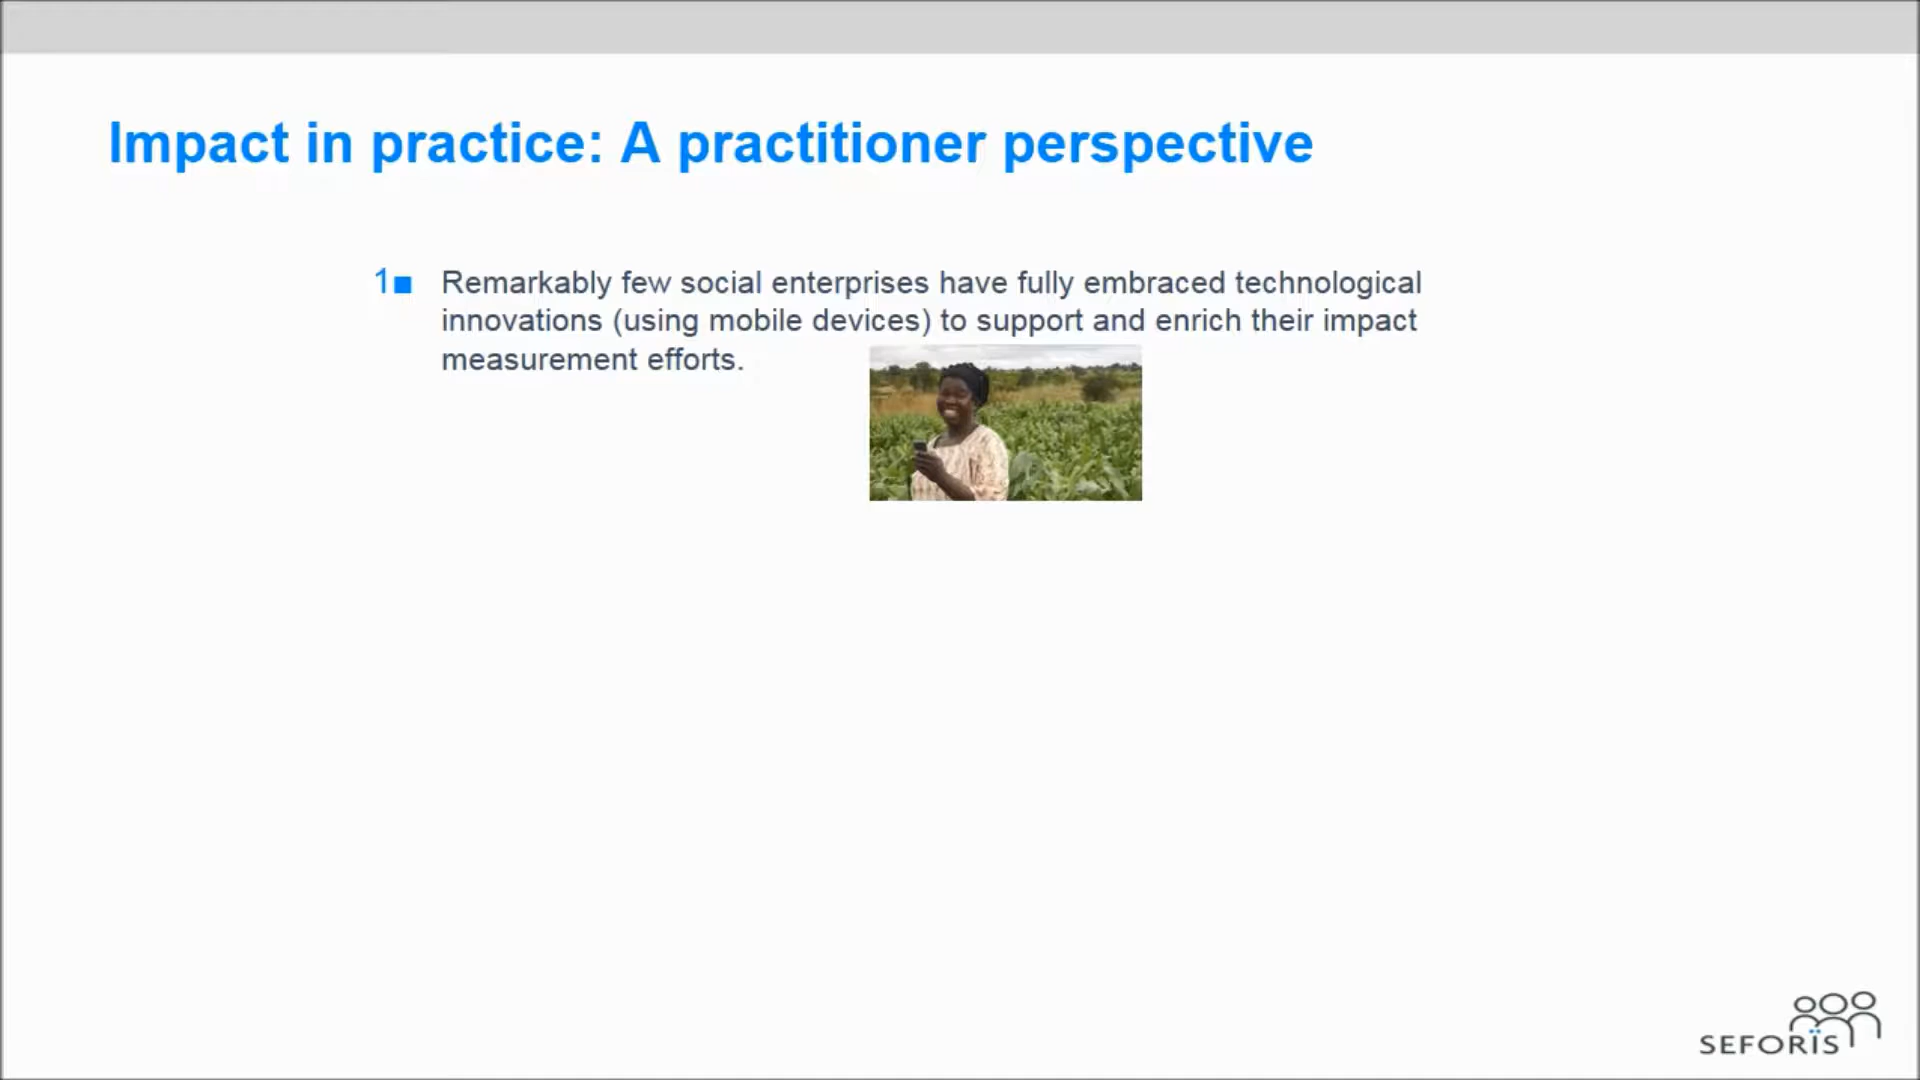 Impact in practice: A practitioner perspective
1■ Remarkably few social enterprises have fully embraced technological
innovations (using mobile devices) to support and enrich their impact
measurement efforts.
SEFORÏS